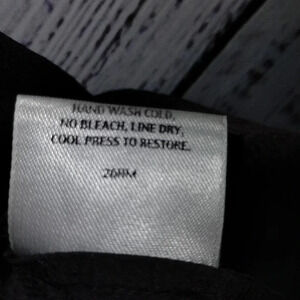 HAND WASH COLD,
NO BLEACH, LINE DRY,
COOL PRESS TO RESTORE.